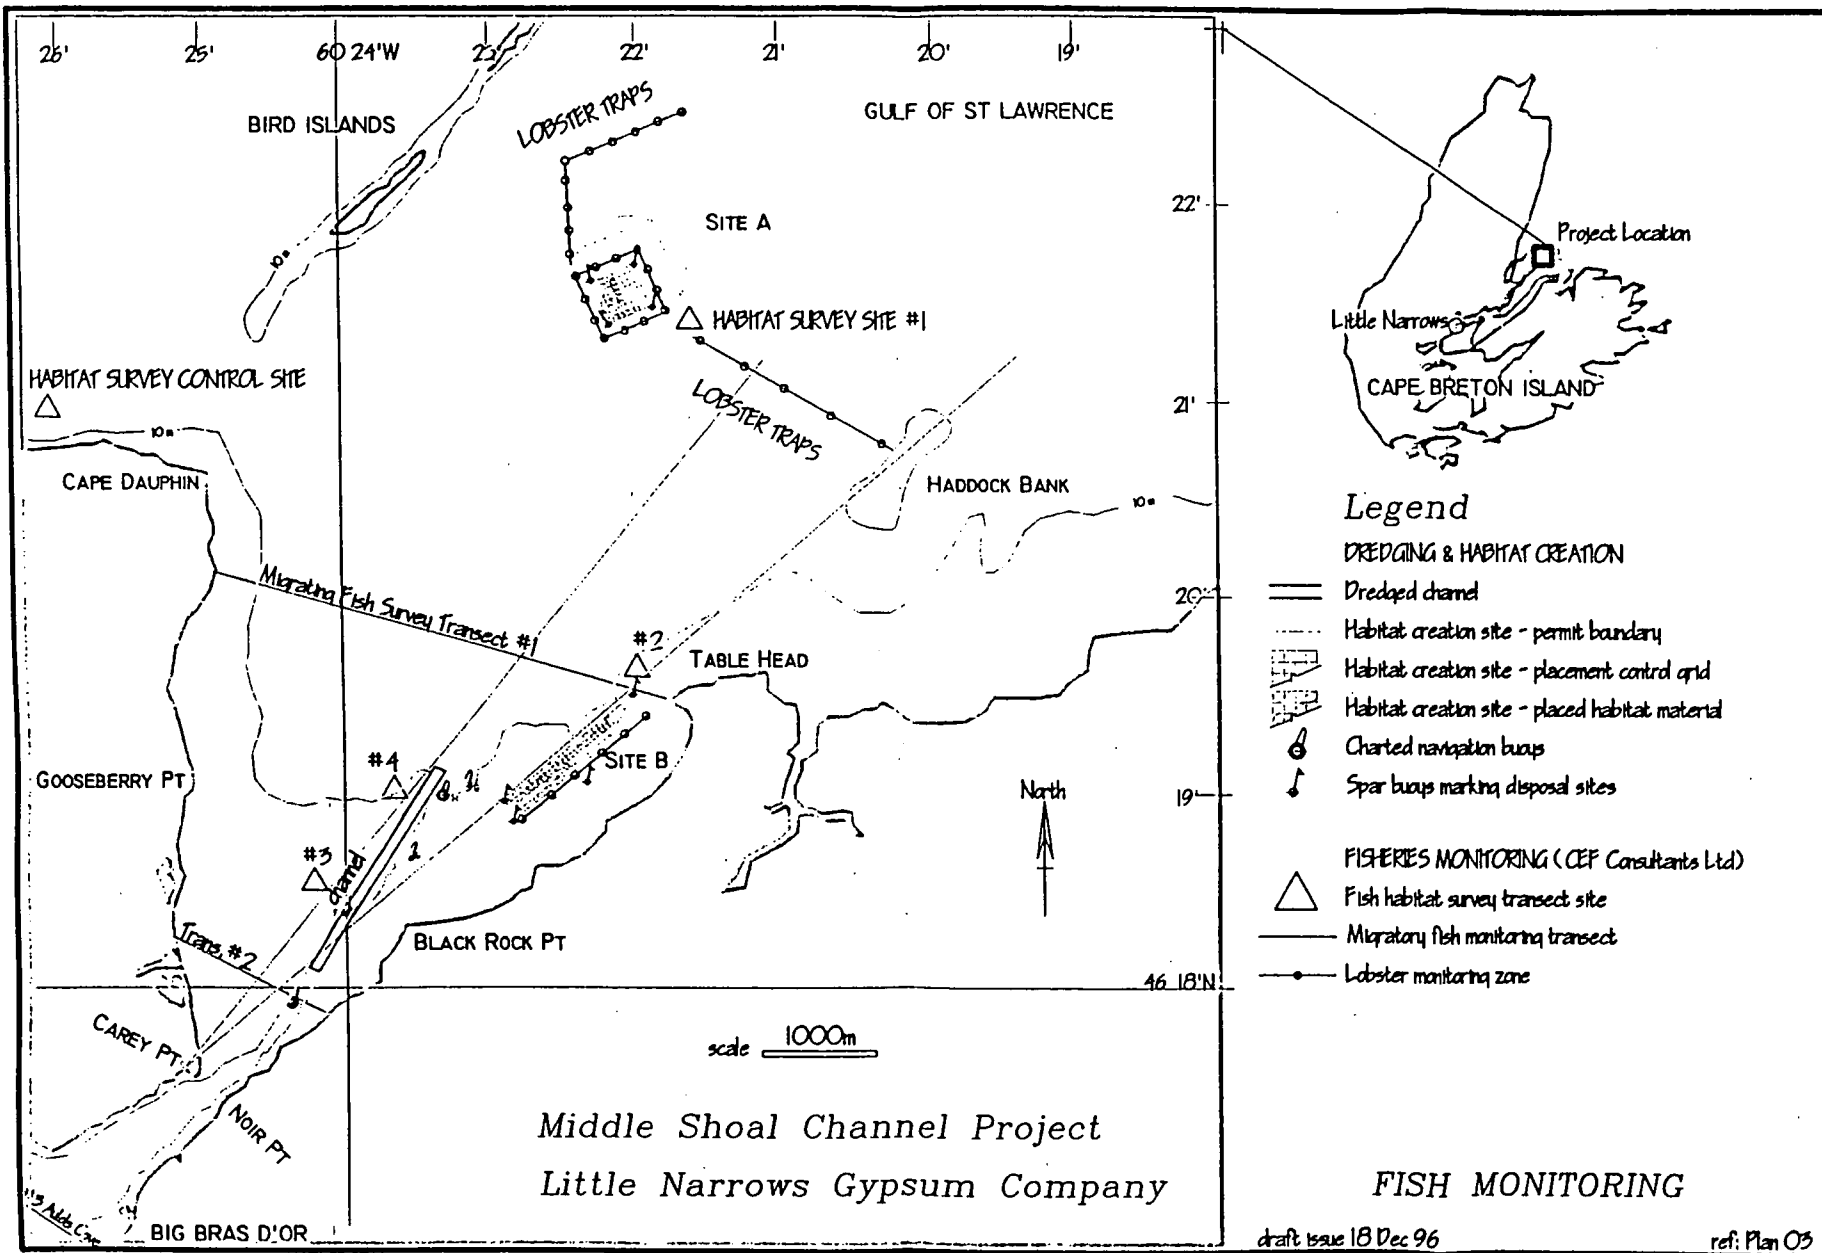 26'
25'
60 24'W
23'
22'
21'
20'
19'
BIRD ISLANDS
LOBSTER TRAPS
GULF OF ST LAWRENCE
SITE A
22'
10m
HABITAT SURVEY SITE #1
HABITAT SURVEY CONTROL SITE
LOBSTER TRAPS
21'
10m
CAPE DAUPHIN
HADDOCK BANK
10m
Migrating Fish Survey Transect #1
20'
#2
TABLE HEAD
#4
SITE B
GOOSEBERRY PT
19'
North
#3
channel
Trans. #2
BLACK ROCK PT
46 18'N
CAREY PT
scale 1000m
NOIR PT
BIG BRAS D'OR
Middle Shoal Channel Project
Little Narrows Gypsum Company
Project Location
Little Narrows
CAPE BRETON ISLAND
Legend
DREDGING & HABITAT CREATION
Dredged channel
Habitat creation site - permit boundary
Habitat creation site - placement control grid
Habitat creation site - placed habitat material
Charted navigation buoys
Spar buoys marking disposal sites
FISHERIES MONITORING (CEF Consultants Ltd)
Fish habitat survey transect site
Migratory fish monitoring transect
Lobster monitoring zone
FISH MONITORING
draft issue 18 Dec 96
ref: Plan 03